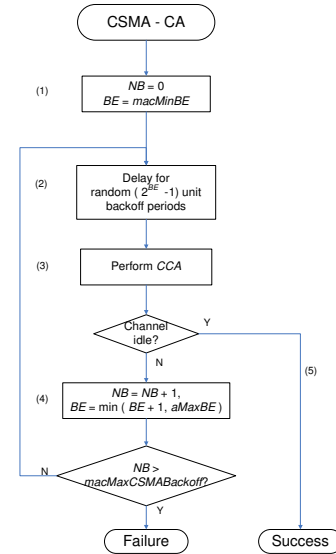 CSMA - CA
(1)
NB = 0
BE = macMinBE
(2)
Delay for
random ( 2^BE -1) unit
backoff periods
(3)
Perform CCA
Channel
idle?
Y
N
(5)
(4)
NB = NB + 1,
BE = min ( BE + 1, aMaxBE )
N
NB >
macMaxCSMABackoff?
Y
Failure
Success